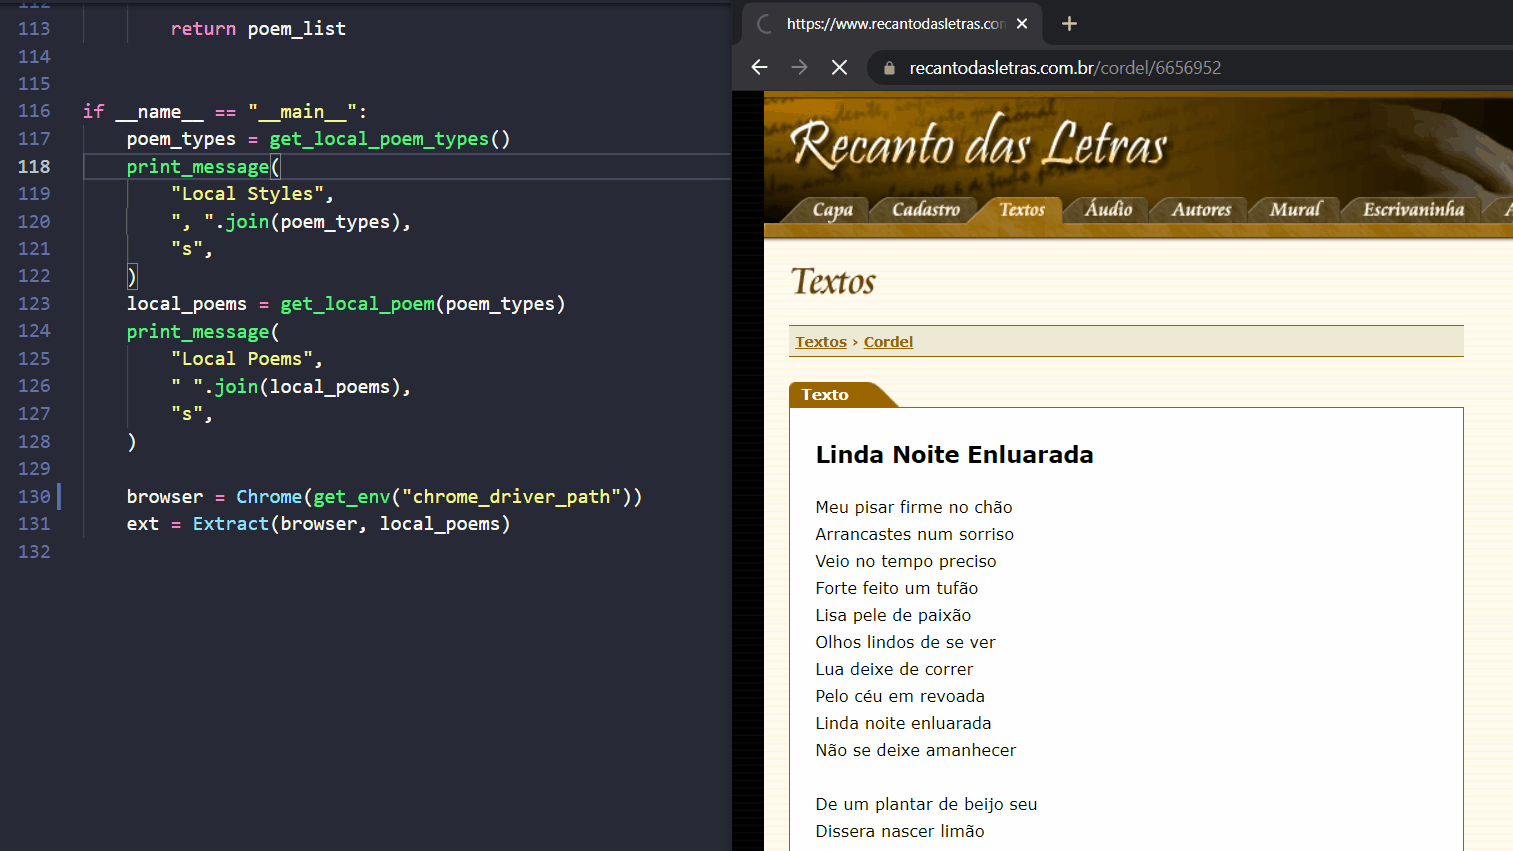 112
113 return poem_list
114
115
116 if __name__ == "__main__":
117 poem_types = get_local_poem_types()
118 print_message(
119 "Local Styles",
120 ", ".join(poem_types),
121 "s",
122 )
123 local_poems = get_local_poem(poem_types)
124 print_message(
125 "Local Poems",
126 " ".join(local_poems),
127 "s",
128 )
129
130 browser = Chrome(get_env("chrome_driver_path"))
131 ext = Extract(browser, local_poems)
132
https://www.recantodasletras.com
recantodasletras.com.br/cordel/6656952
Recanto das Letras
Capa Cadastro Textos Áudio Autores Mural Escrivaninha
Textos
Textos › Cordel
Texto
Linda Noite Enluarada
Meu pisar firme no chão
Arrancastes num sorriso
Veio no tempo preciso
Forte feito um tufão
Lisa pele de paixão
Olhos lindos de se ver
Lua deixe de correr
Pelo céu em revoada
Linda noite enluarada
Não se deixe amanhecer
De um plantar de beijo seu
Dissera nascer limão